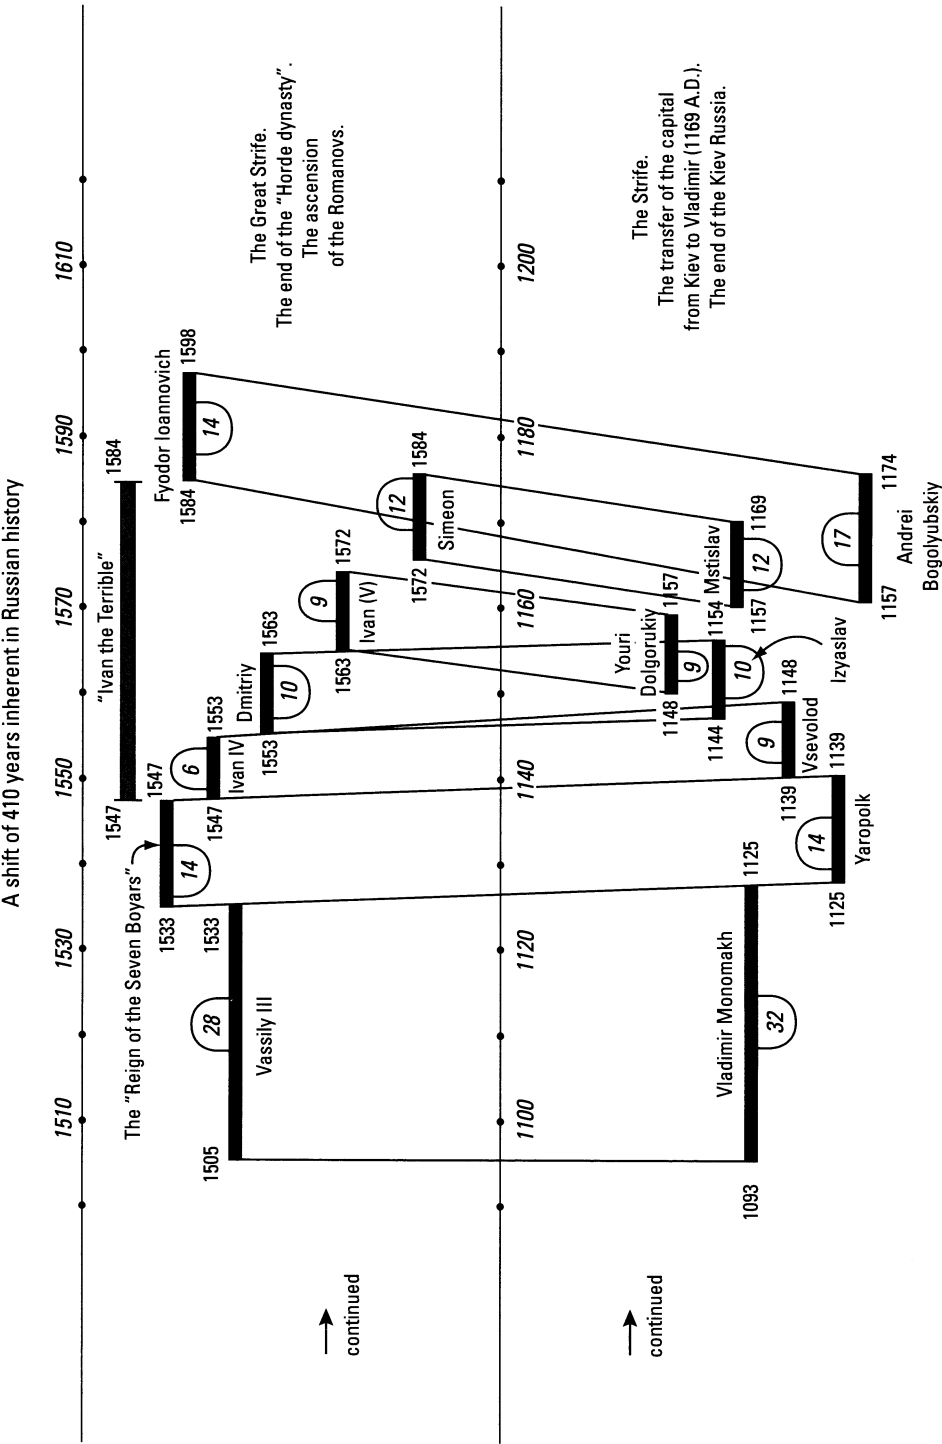 A shift of 410 years inherent in Russian history
1510
1530
1550
1570
1590
1610
"Ivan the Terrible"
1547
1584
The "Reign of the Seven Boyars"
1533
1547
14
Fyodor Ioannovich
1584
1598
14
Ivan IV
1547
1553
6
Vassily III
1505
1533
28
Dmitriy
1553
1563
10
Ivan (V)
1563
1572
9
Simeon
1572
1584
12
The Great Strife.
The end of the "Horde dynasty".
The ascension
of the Romanovs.
continued
1100
1120
1140
1160
1180
1200
Youri
Dolgorukiy
1148
1157
9
Izyaslav
1144
1154
10
Mstislav
1157
1169
12
Vladimir Monomakh
1093
1125
32
Vsevolod
1139
1148
9
Yaropolk
1125
1139
14
Andrei
Bogolyubskiy
1157
1174
17
The Strife.
The transfer of the capital
from Kiev to Vladimir (1169 A.D.).
The end of the Kiev Russia.
continued